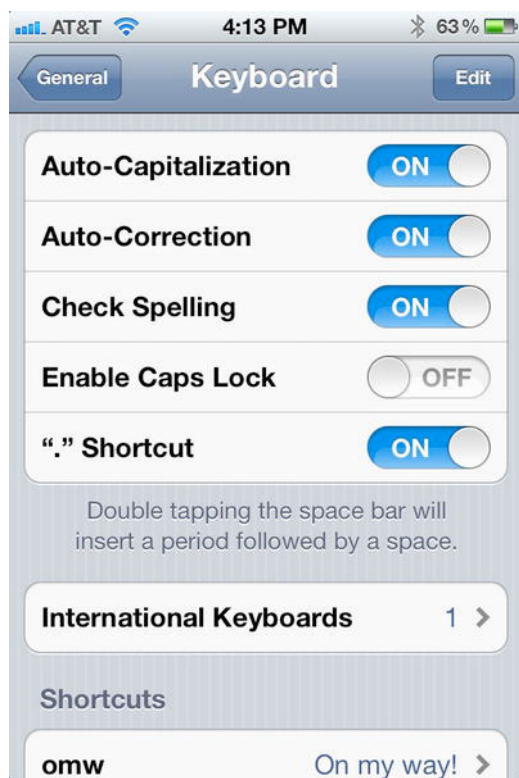 AT&T 4:13 PM 63%
General Keyboard Edit
Auto-Capitalization ON
Auto-Correction ON
Check Spelling ON
Enable Caps Lock OFF
“.” Shortcut ON
Double tapping the space bar will
insert a period followed by a space.
International Keyboards 1
Shortcuts
omw On my way!